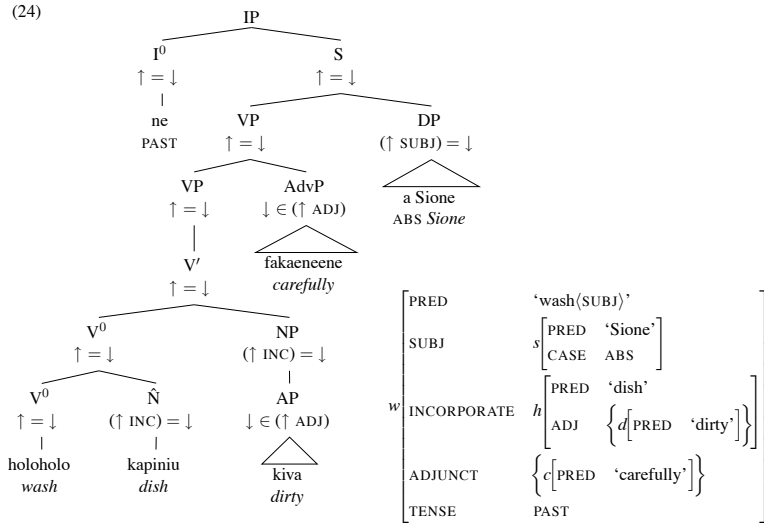 (24)
IP
I⁰ S
↑ = ↓ ↑ = ↓
ne VP DP
PAST ↑ = ↓ (↑ SUBJ) = ↓
VP AdvP a Sione
↑ = ↓ ↓ ∈ (↑ ADJ) ABS Sione
V′ fakaeneene
↑ = ↓ carefully
V⁰ NP
↑ = ↓ (↑ INC) = ↓
V⁰ N̂ AP
↑ = ↓ (↑ INC) = ↓ ↓ ∈ (↑ ADJ)
holoholo kapiniu kiva
wash dish dirty
w
PRED ‘wash⟨SUBJ⟩’
SUBJ s[PRED ‘Sione’
CASE ABS]
INCORPORATE h[PRED ‘dish’
ADJ {d[PRED ‘dirty’]}]
ADJUNCT {c[PRED ‘carefully’]}
TENSE PAST